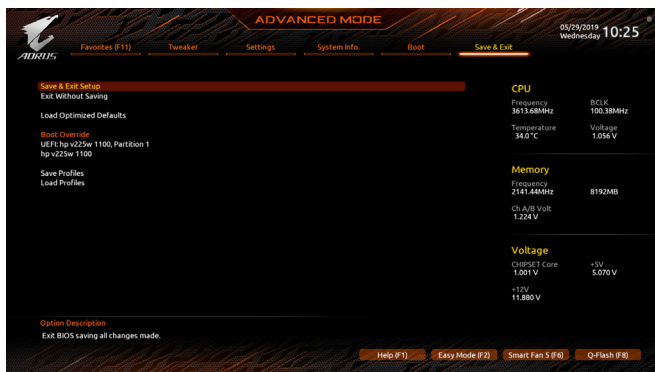 ADVANCED MODE
05/29/2019
Wednesday 10:25
AORUS
Favorites (F11) Tweaker Settings System Info. Boot Save & Exit
Save & Exit Setup
Exit Without Saving
Load Optimized Defaults
Boot Override
UEFI: hp v225w 1100, Partition 1
hp v225w 1100
Save Profiles
Load Profiles
CPU
Frequency BCLK
3613.68MHz 100.38MHz
Temperature Voltage
34.0 °C 1.056 V
Memory
Frequency
2141.44MHz 8192MB
Ch A/B Volt
1.224 V
Voltage
CHIPSET Core +5V
1.001 V 5.070 V
+12V
11.880 V
Option Description
Exit BIOS saving all changes made.
Help (F1) Easy Mode (F2) Smart Fan 5 (F6) Q-Flash (F8)